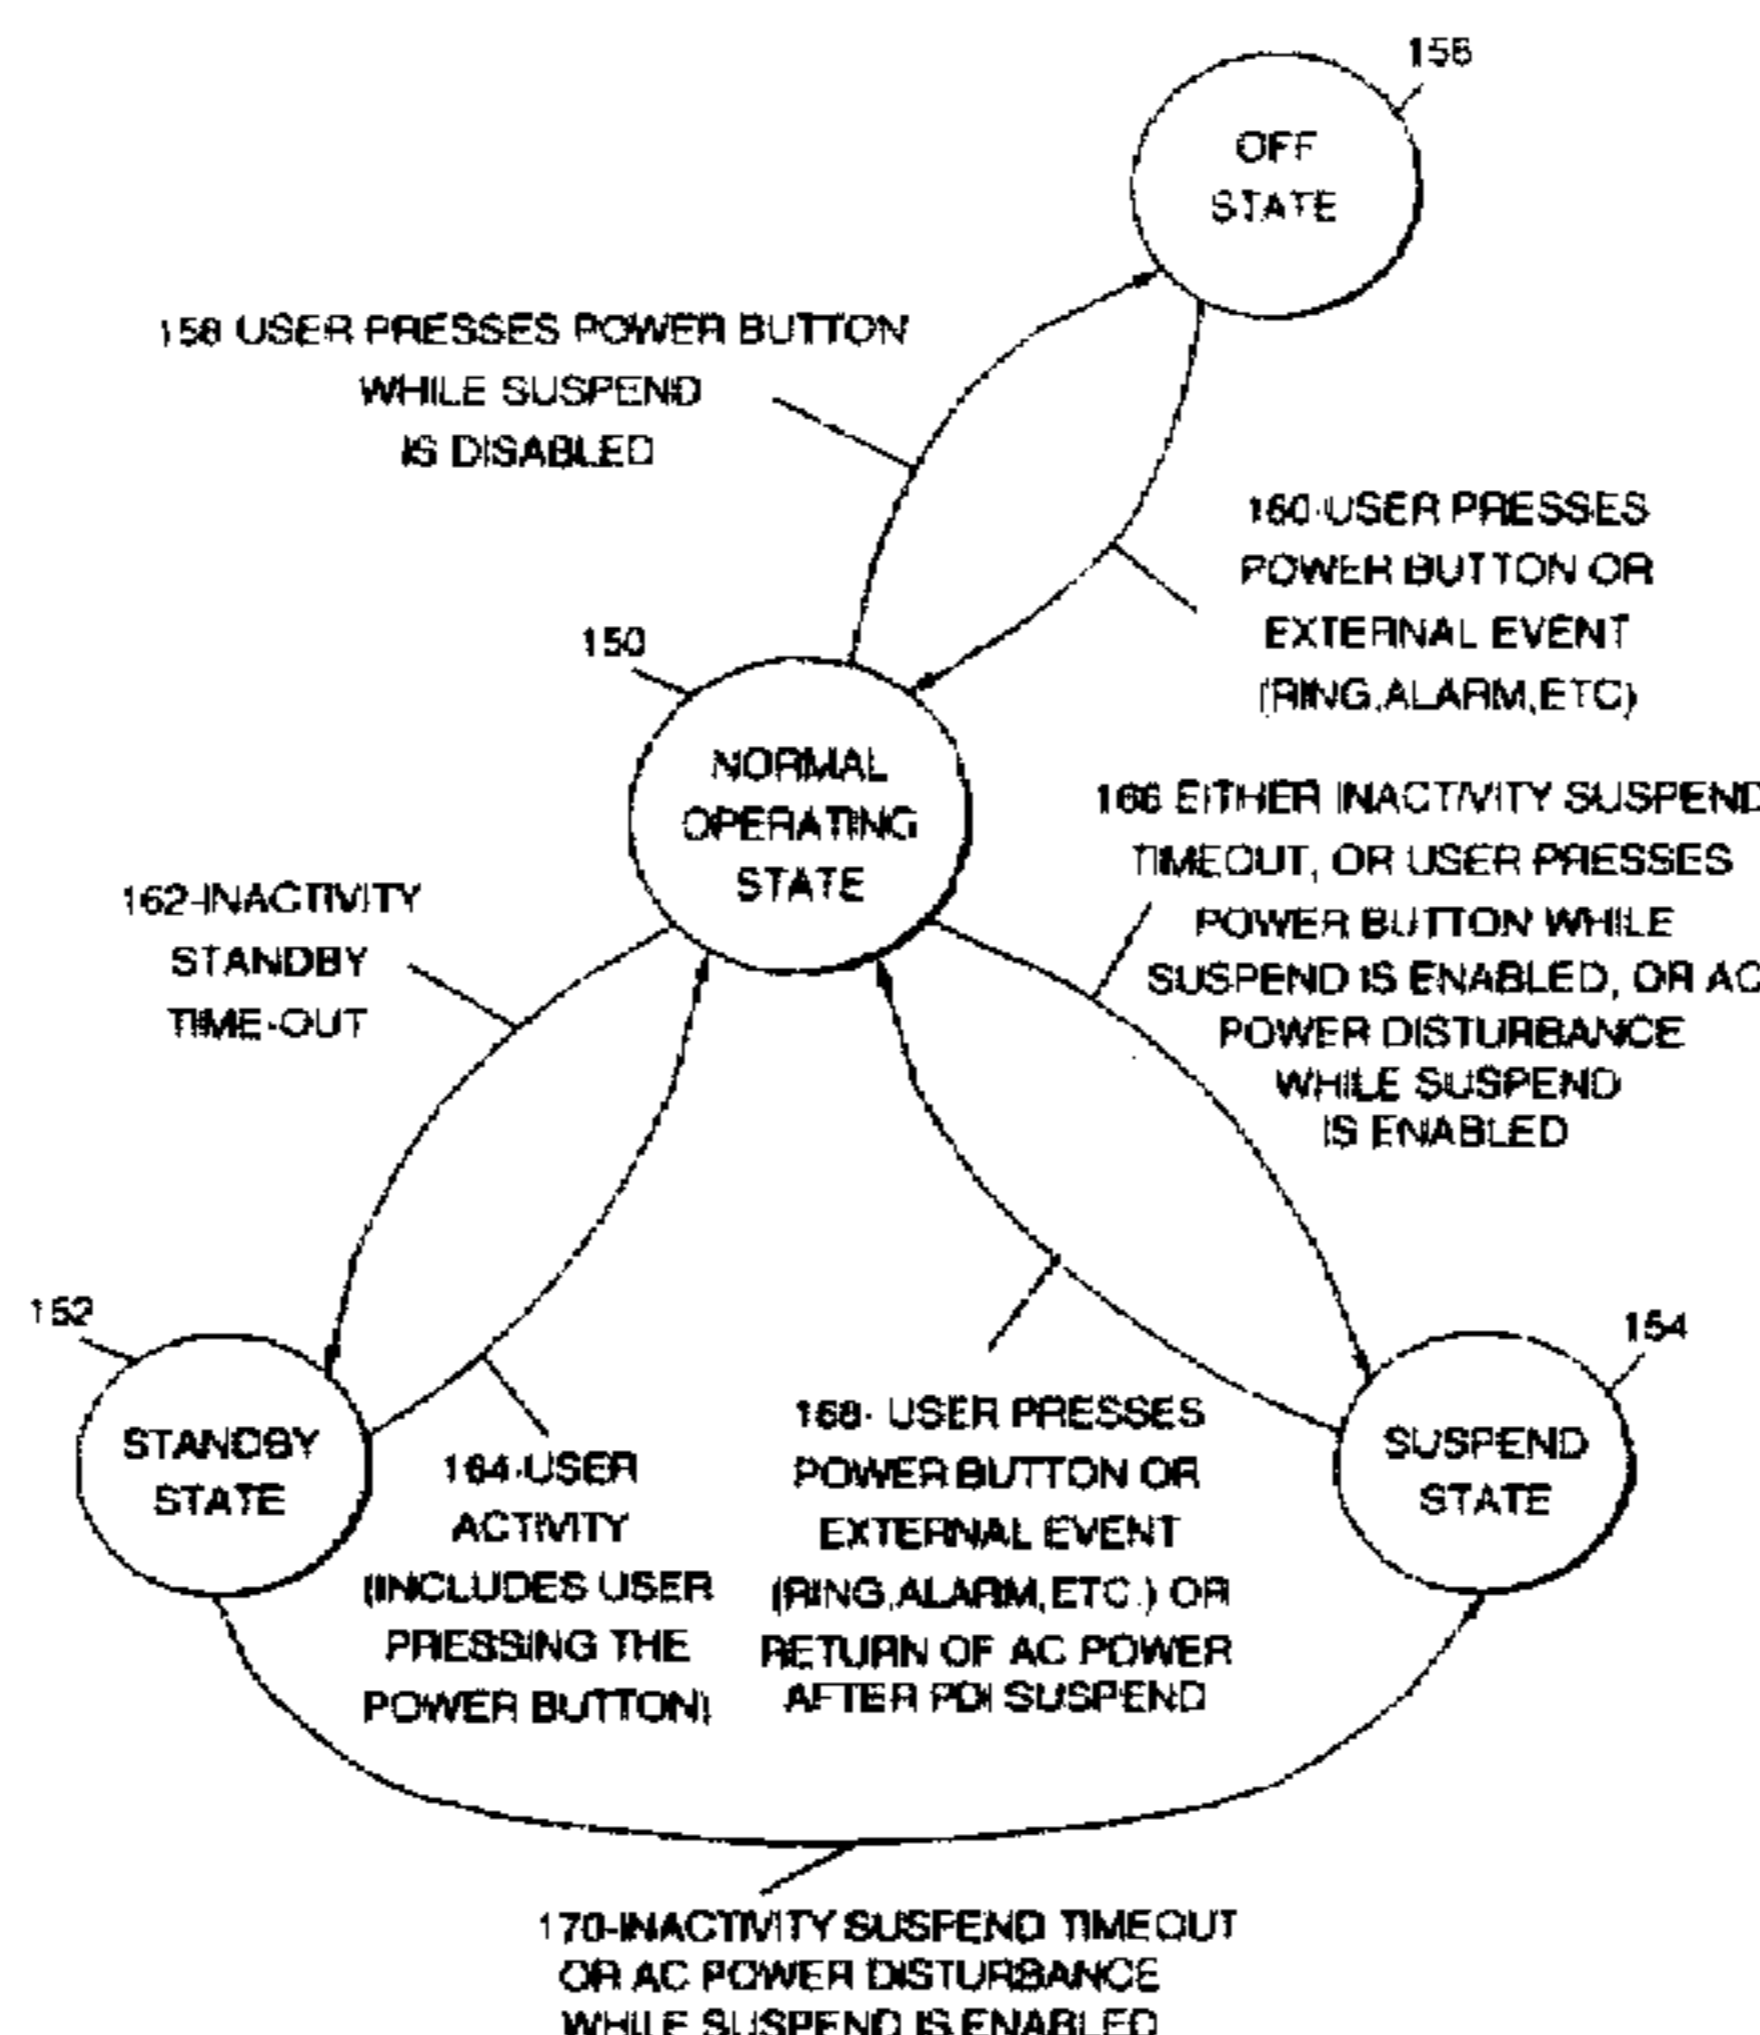 156
OFF
STATE
158 USER PRESSES POWER BUTTON
WHILE SUSPEND
IS DISABLED
160-USER PRESSES
POWER BUTTON OR
EXTERNAL EVENT
(RING,ALARM,ETC)
150
NORMAL
OPERATING
STATE
166 EITHER INACTIVITY SUSPEND
TIMEOUT, OR USER PRESSES
POWER BUTTON WHILE
SUSPEND IS ENABLED, OR AC
POWER DISTURBANCE
WHILE SUSPEND
IS ENABLED
162-INACTIVITY
STANDBY
TIME-OUT
152
STANDBY
STATE
164-USER
ACTIVITY
(INCLUDES USER
PRESSING THE
POWER BUTTON)
168- USER PRESSES
POWER BUTTON OR
EXTERNAL EVENT
(RING,ALARM,ETC.) OR
RETURN OF AC POWER
AFTER PDI SUSPEND
154
SUSPEND
STATE
170-INACTIVITY SUSPEND TIMEOUT
OR AC POWER DISTURBANCE
WHILE SUSPEND IS ENABLED